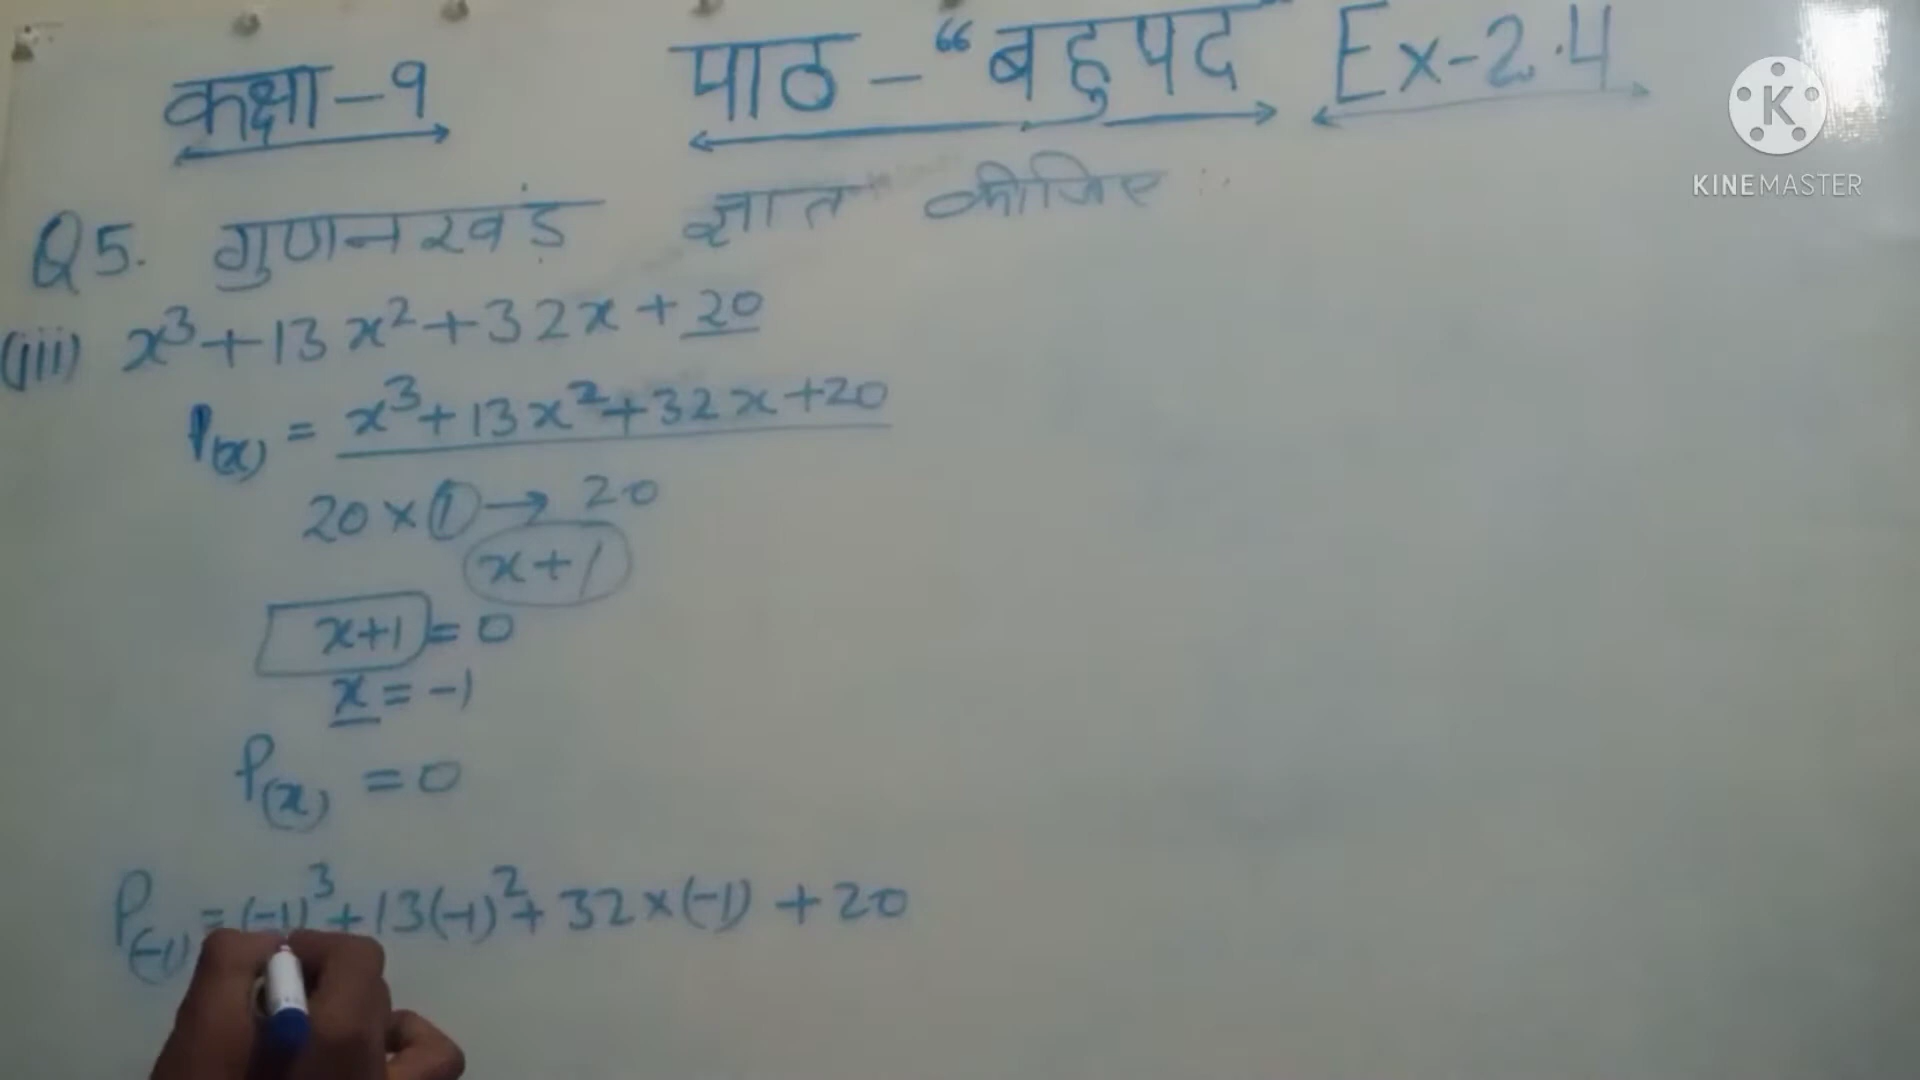 कक्षा-9 पाठ - “बहुपद Ex-2.4
KINEMASTER
Q5. गुणनखंड ज्ञात कीजिए :
(iii) x³+13x²+32x+20
P(x) = x³+13x²+32x+20
20×1→20
x+1
x+1=0
x=-1
P(x) =0
P(-1)=(-1)³+13(-1)²+32×(-1)+20